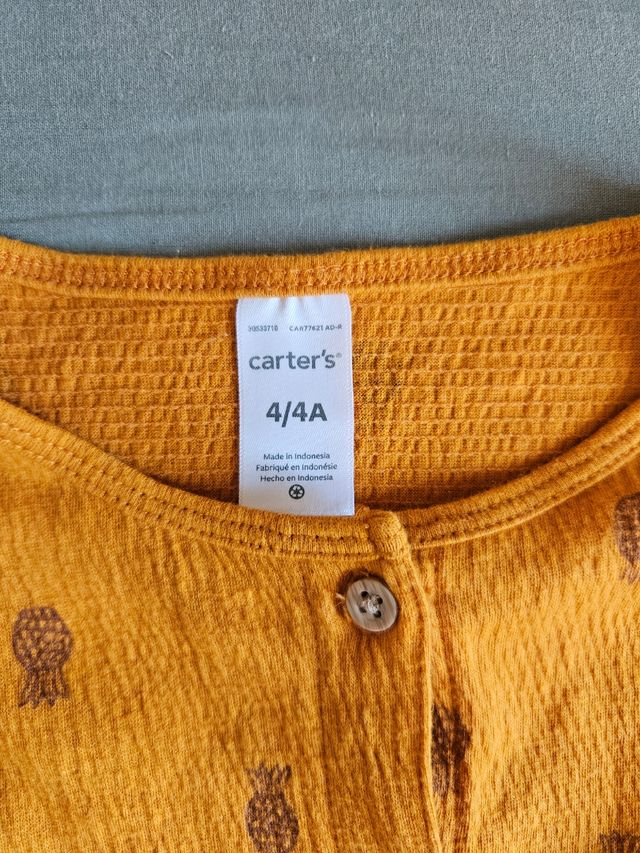 30533710 CAR77621 AD-R
carter's®
4/4A
Made in Indonesia
Fabriqué en Indonésie
Hecho en Indonesia